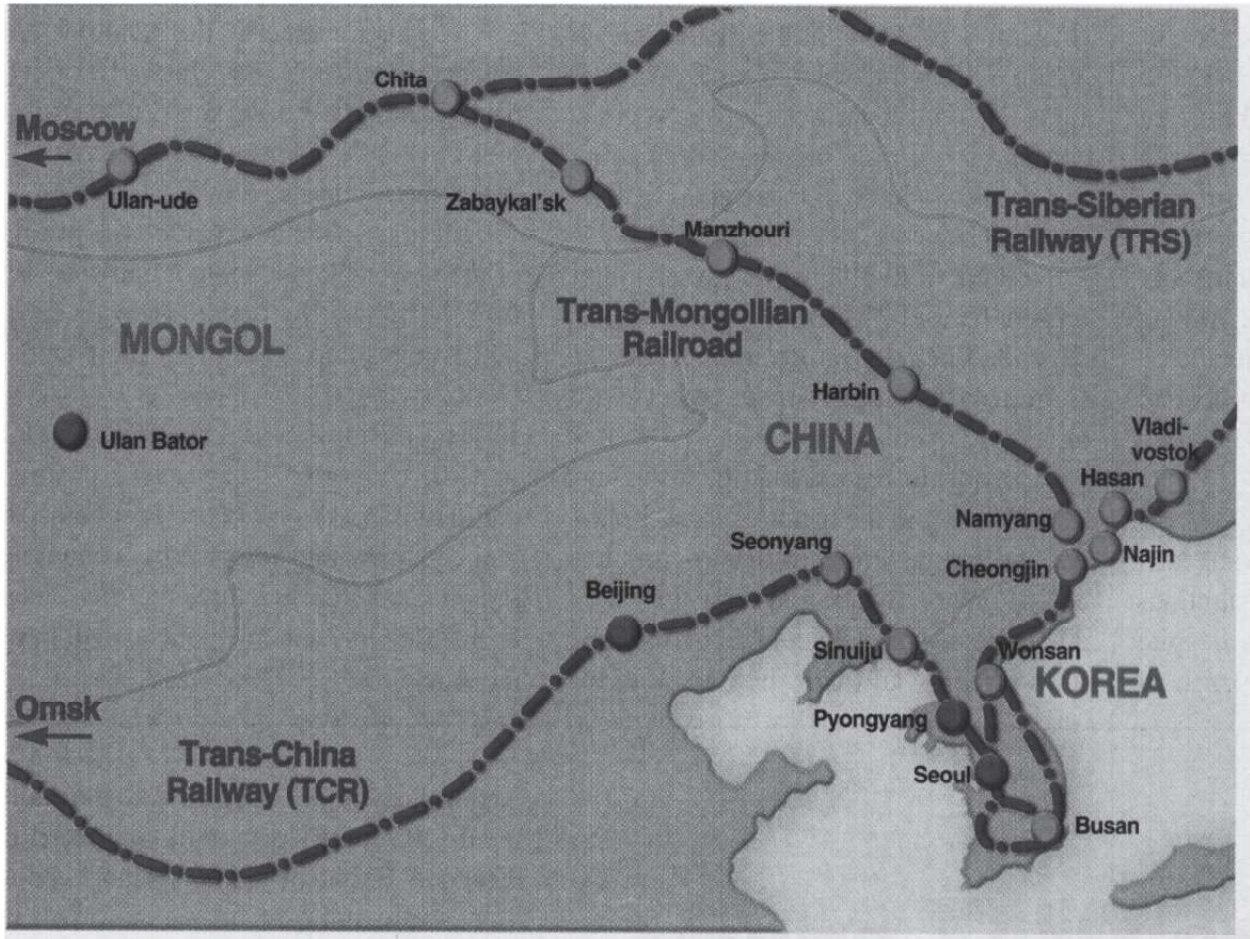 Chita
Moscow
Ulan-ude
Zabaykal'sk
Manzhouri
Trans-Siberian
Railway (TRS)
Trans-Mongollian
Railroad
MONGOL
Harbin
Ulan Bator
CHINA
Vladi-
vostok
Hasan
Namyang
Najin
Seonyang
Cheongjin
Beijing
Sinuiju
Wonsan
KOREA
Omsk
Pyongyang
Trans-China
Railway (TCR)
Seoul
Busan